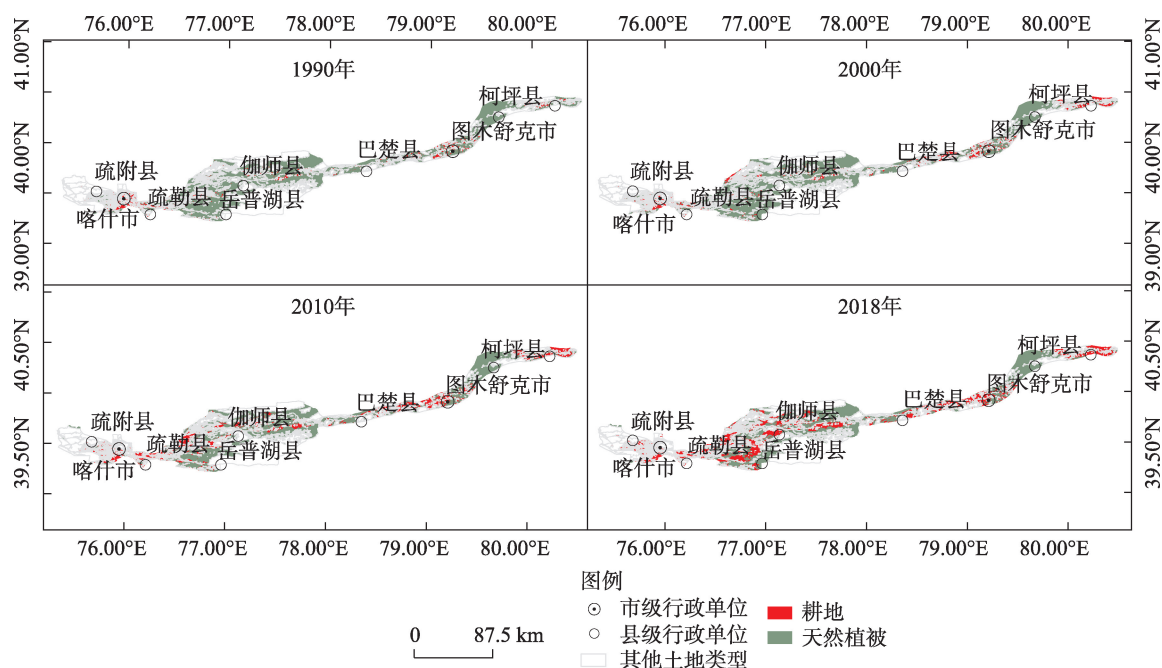 76.00°E 77.00°E 78.00°E 79.00°E 80.00°E
76.00°E 77.00°E 78.00°E 79.00°E 80.00°E
41.00°N
40.00°N
39.00°N
1990年
柯坪县
图木舒克市
巴楚县
伽师县
疏附县
疏勒县
岳普湖县
喀什市
2000年
柯坪县
图木舒克市
巴楚县
伽师县
疏附县
疏勒县
岳普湖县
喀什市
41.00°N
40.00°N
39.00°N
40.50°N
39.50°N
2010年
柯坪县
图木舒克市
巴楚县
伽师县
疏附县
疏勒县
岳普湖县
喀什市
2018年
柯坪县
图木舒克市
巴楚县
伽师县
疏附县
疏勒县
岳普湖县
喀什市
40.50°N
39.50°N
76.00°E 77.00°E 78.00°E 79.00°E 80.00°E
76.00°E 77.00°E 78.00°E 79.00°E 80.00°E
图例
市级行政单位
耕地
县级行政单位
天然植被
其他土地类型
0 87.5 km